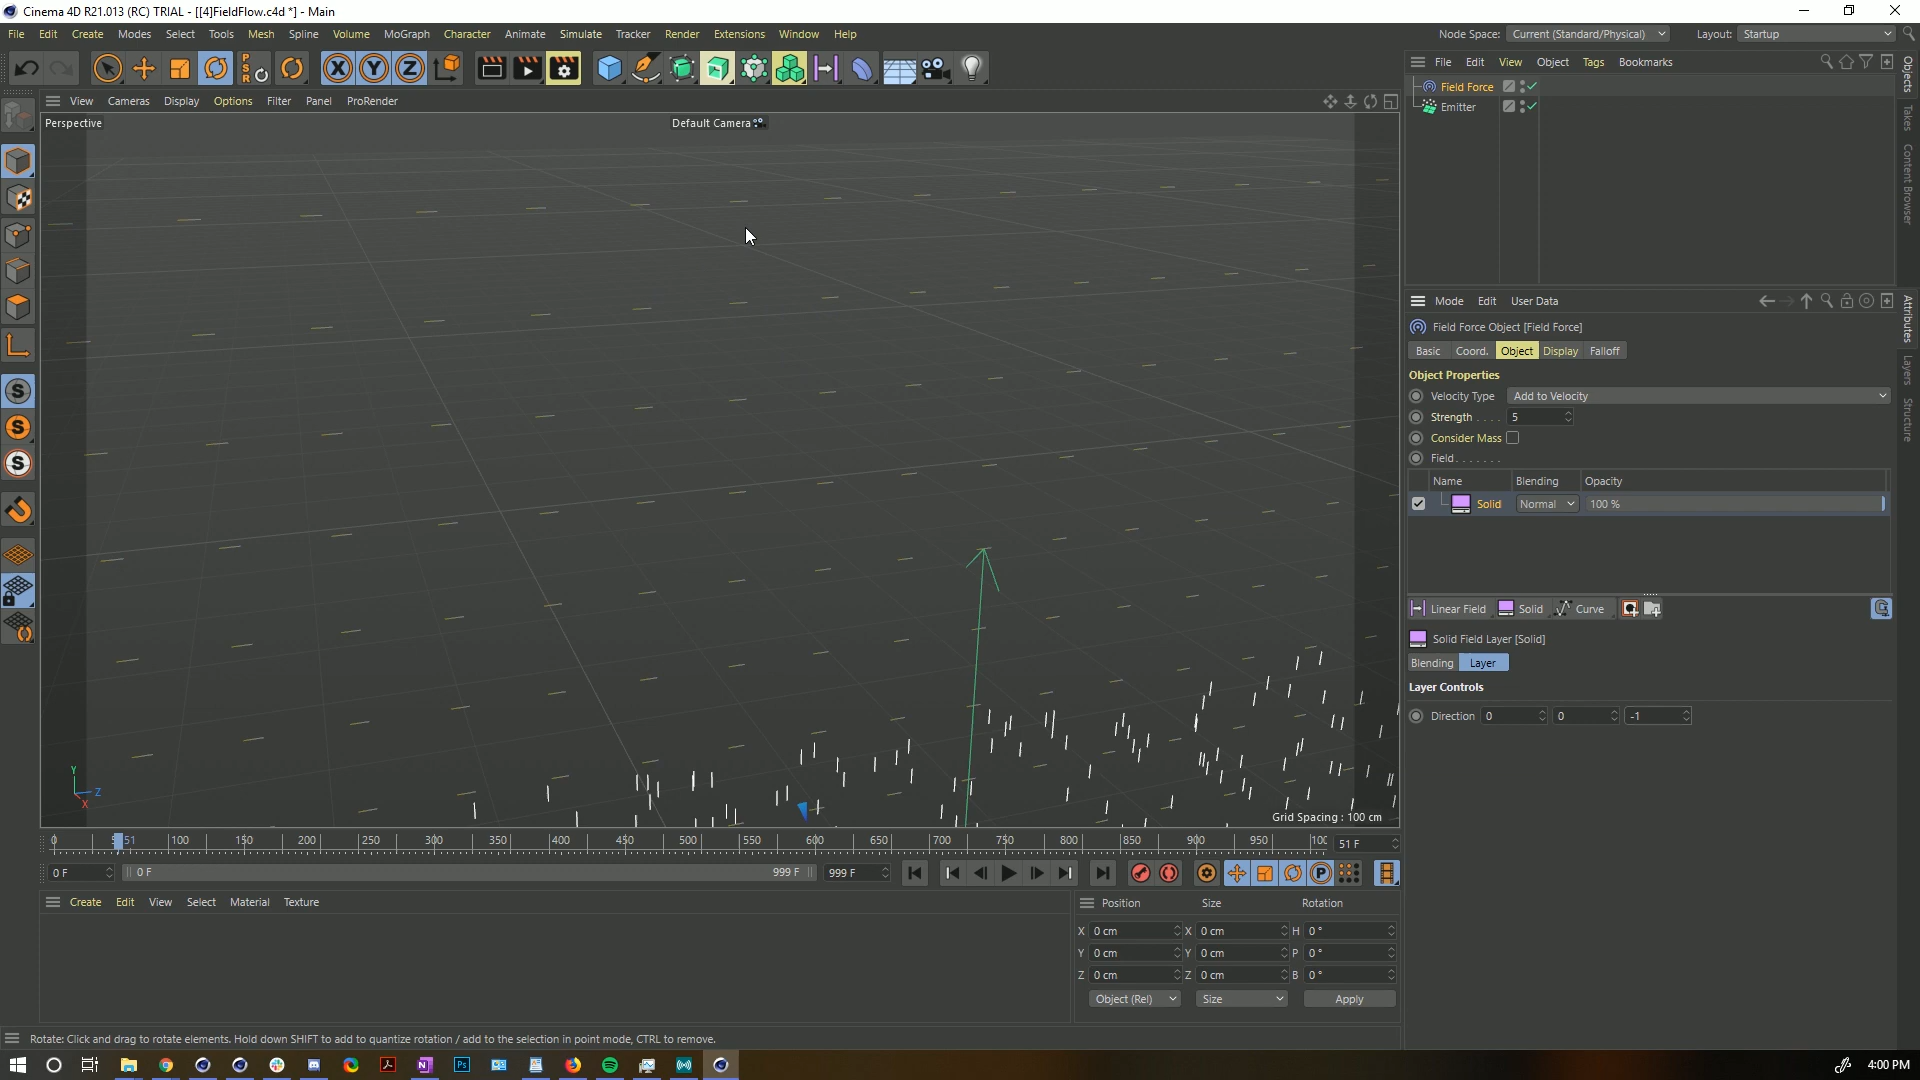 Cinema 4D R21.013 (RC) TRIAL - [[4]FieldFlow.c4d *] - Main
File Edit Create Modes Select Tools Mesh Spline Volume MoGraph Character Animate Simulate Tracker Render Extensions Window Help
Node Space: Current (Standard/Physical) Layout: Startup
P
S
R
X Y Z
File Edit View Object Tags Bookmarks
View Cameras Display Options Filter Panel ProRender
Perspective
Default Camera
Field Force
Emitter
Objects
Takes
Content Browser
Mode Edit User Data
Field Force Object [Field Force]
Basic Coord. Object Display Falloff
Object Properties
Velocity Type Add to Velocity
Strength . . . . 5
Consider Mass
Field. . . . . . .
Name Blending Opacity
Solid Normal 100 %
Linear Field Solid Curve
Solid Field Layer [Solid]
Blending Layer
Layer Controls
Direction 0 0 -1
Attributes
Layers
Structure
S
S
S
Y
Z
X
Grid Spacing : 100 cm
0 51 100 150 200 250 300 350 400 450 500 550 600 650 700 750 800 850 900 950 100
51 F
0 F 0 F 999 F 999 F
P
Create Edit View Select Material Texture
Position Size Rotation
X 0 cm X 0 cm H 0 °
Y 0 cm Y 0 cm P 0 °
Z 0 cm Z 0 cm B 0 °
Object (Rel) Size Apply
Rotate: Click and drag to rotate elements. Hold down SHIFT to add to quantize rotation / add to the selection in point mode, CTRL to remove.
N
Ps
4:00 PM